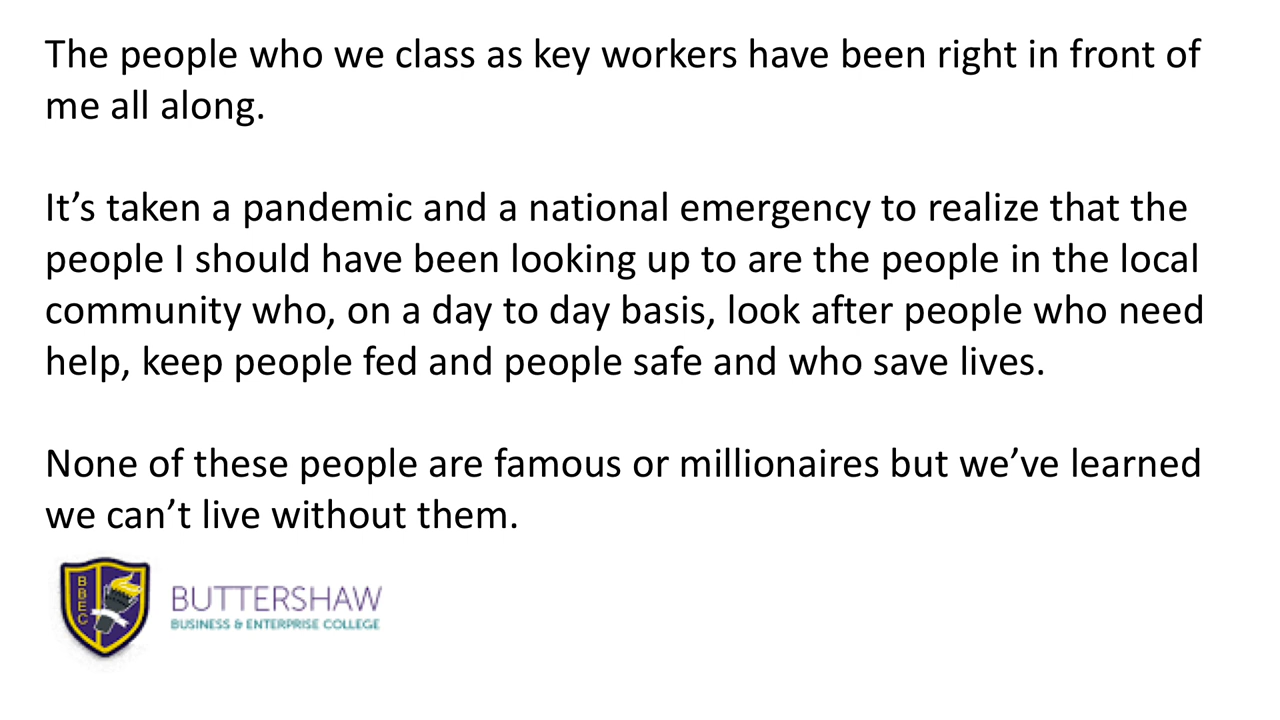 The people who we class as key workers have been right in front of
me all along.
It’s taken a pandemic and a national emergency to realize that the
people I should have been looking up to are the people in the local
community who, on a day to day basis, look after people who need
help, keep people fed and people safe and who save lives.
None of these people are famous or millionaires but we’ve learned
we can’t live without them.
BBEC
BUTTERSHAW
BUSINESS & ENTERPRISE COLLEGE